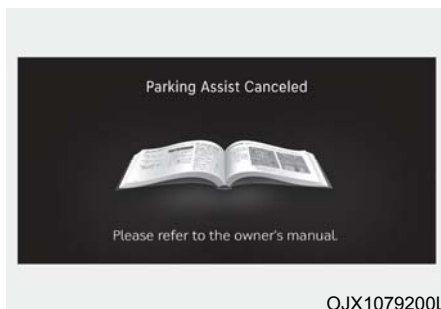 Parking Assist Canceled
Please refer to the owner's manual.
OJX1079200L